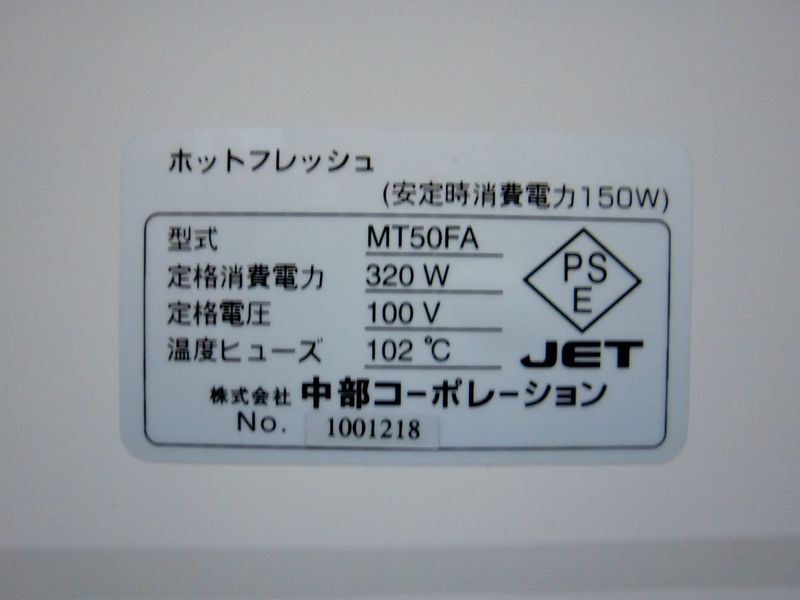 ホットフレッシュ
(安定時消費電力150W)
型式 MT50FA
定格消費電力 320 W
定格電圧 100 V
温度ヒューズ 102 ℃
PS
E
JET
株式会社 中部コーポレーション
No. 1001218